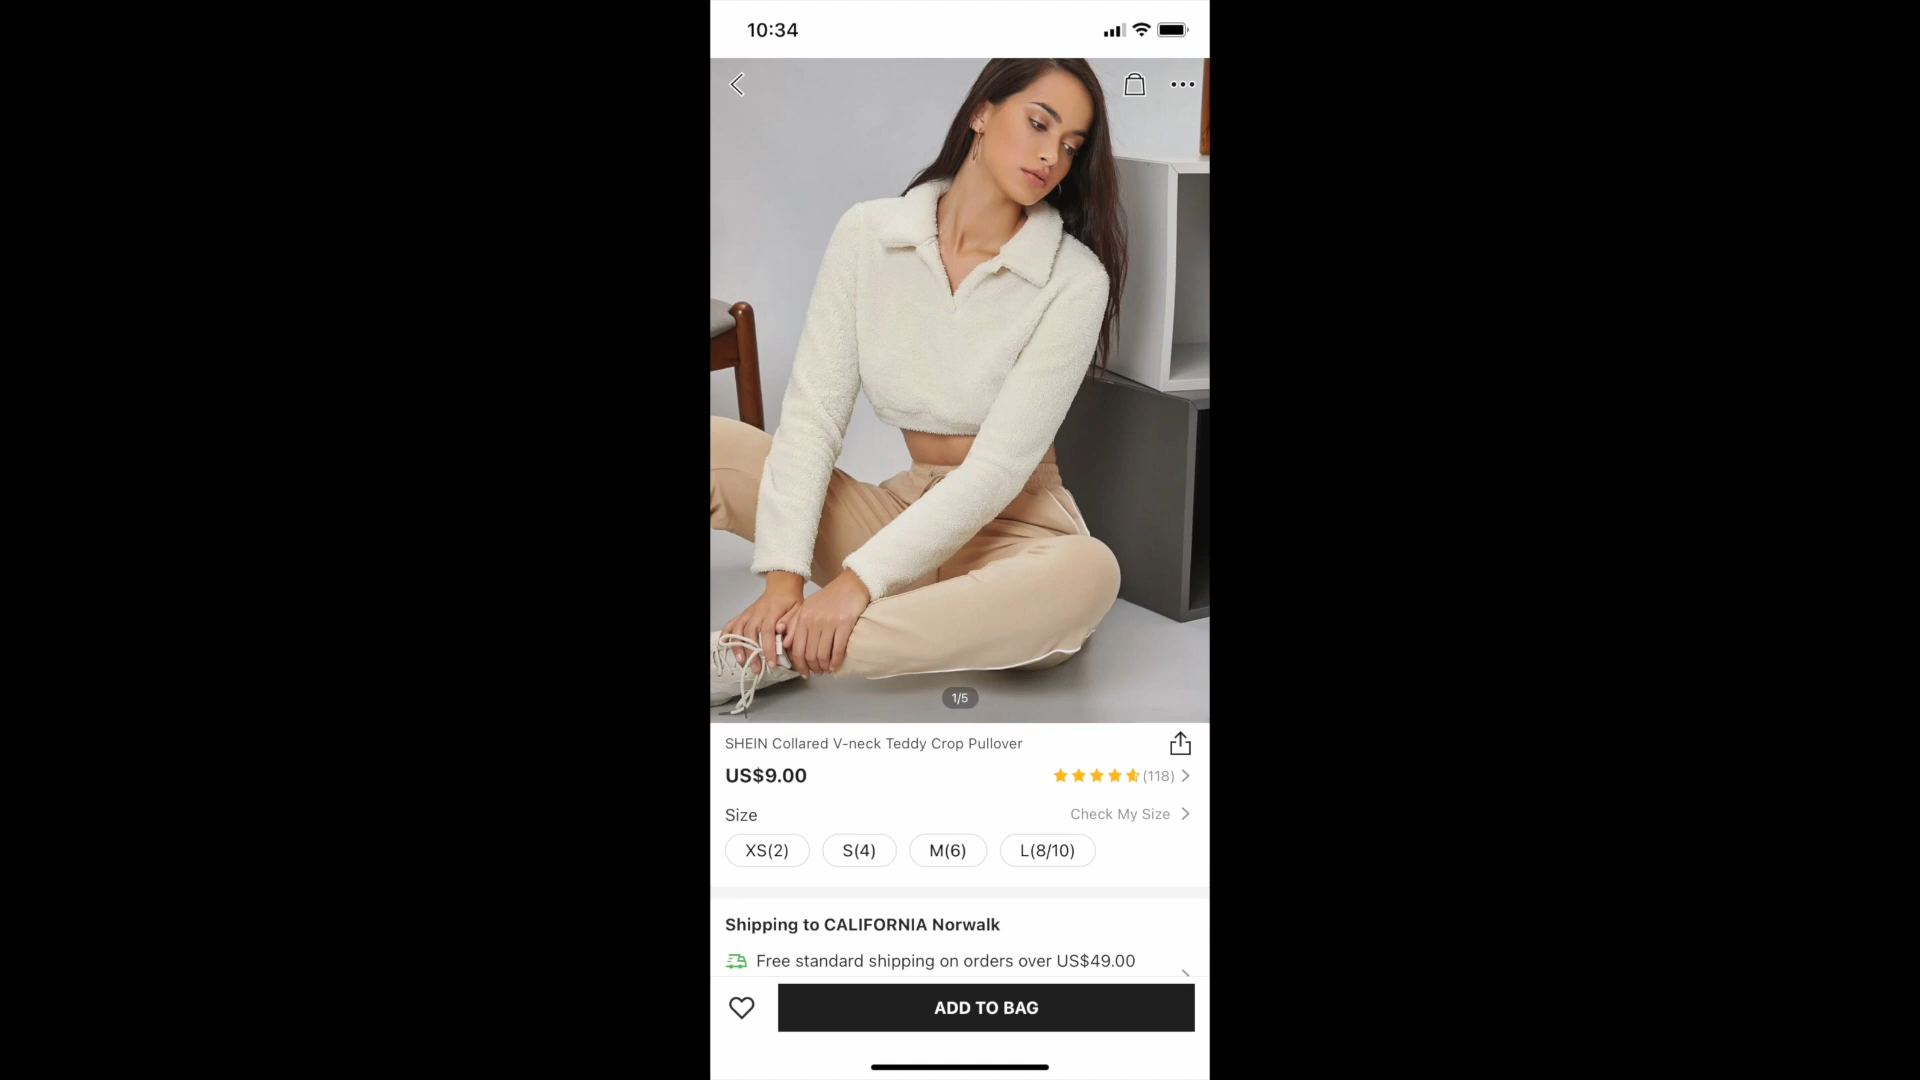 10:34
1/5
SHEIN Collared V-neck Teddy Crop Pullover
US$9.00
(118)
Size
Check My Size
XS(2)
S(4)
M(6)
L(8/10)
Shipping to CALIFORNIA Norwalk
Free standard shipping on orders over US$49.00
ADD TO BAG